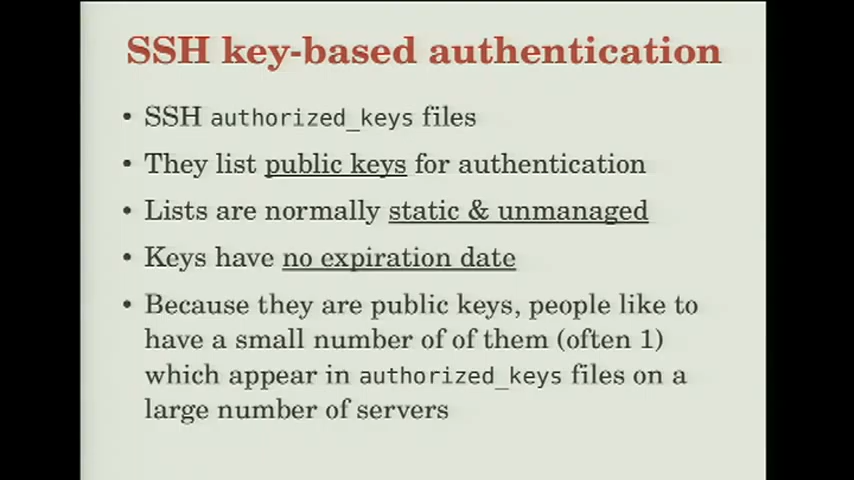 SSH key-based authentication
• SSH authorized_keys files
• They list public keys for authentication
• Lists are normally static & unmanaged
• Keys have no expiration date
• Because they are public keys, people like to
have a small number of of them (often 1)
which appear in authorized_keys files on a
large number of servers